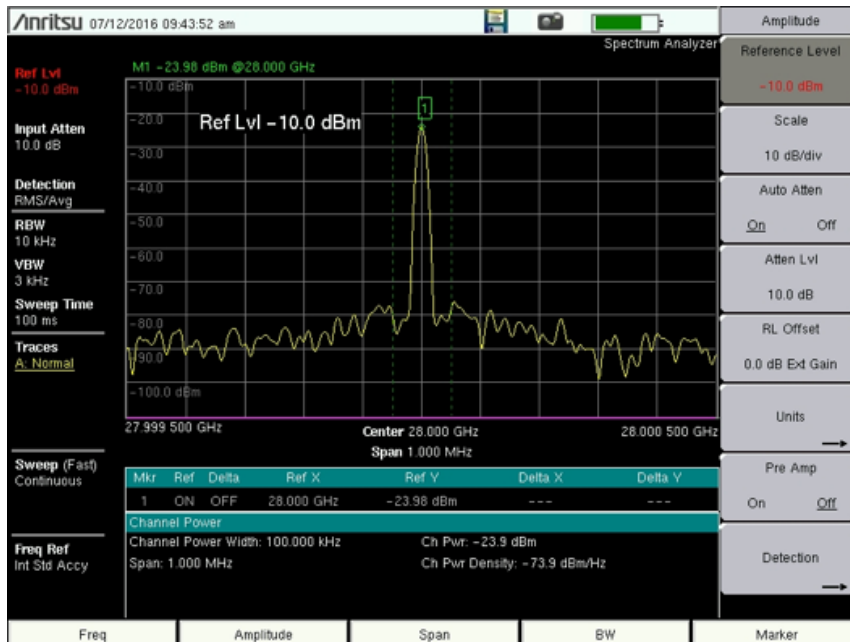 Anritsu 07/12/2016 09:43:52 am
Spectrum Analyzer
Ref Lvl
-10.0 dBm
Input Atten
10.0 dB
Detection
RMS/Avg
RBW
10 kHz
VBW
3 kHz
Sweep Time
100 ms
Traces
A: Normal
Sweep (Fast)
Continuous
Freq Ref
Int Std Accy
M1 -23.98 dBm @28.000 GHz
-10.0 dBm
-20.0
-30.0
-40.0
-50.0
-60.0
-70.0
-80.0
-90.0
-100.0 dBm
Ref Lvl -10.0 dBm
1
27.999 500 GHz
Center 28.000 GHz
28.000 500 GHz
Span 1.000 MHz
Mkr Ref Delta Ref X Ref Y Delta X Delta Y
1 ON OFF 28.000 GHz -23.98 dBm --- ---
Channel Power
Channel Power Width: 100.000 kHz Ch Pwr: -23.9 dBm
Span: 1.000 MHz Ch Pwr Density: -73.9 dBm/Hz
Amplitude
Reference Level
-10.0 dBm
Scale
10 dB/div
Auto Atten
On Off
Atten Lvl
10.0 dB
RL Offset
0.0 dB Ext Gain
Units
Pre Amp
On Off
Detection
Freq Amplitude Span BW Marker